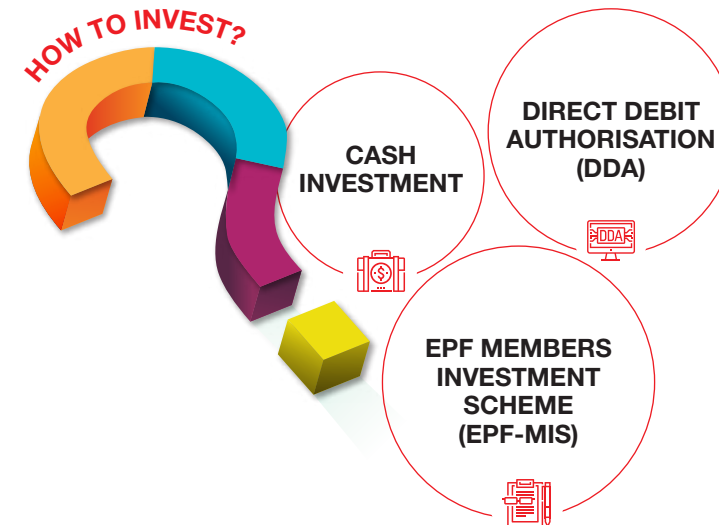 HOW TO INVEST?
CASH
INVESTMENT
DIRECT DEBIT
AUTHORISATION
(DDA)
DDA
EPF MEMBERS
INVESTMENT
SCHEME
(EPF-MIS)